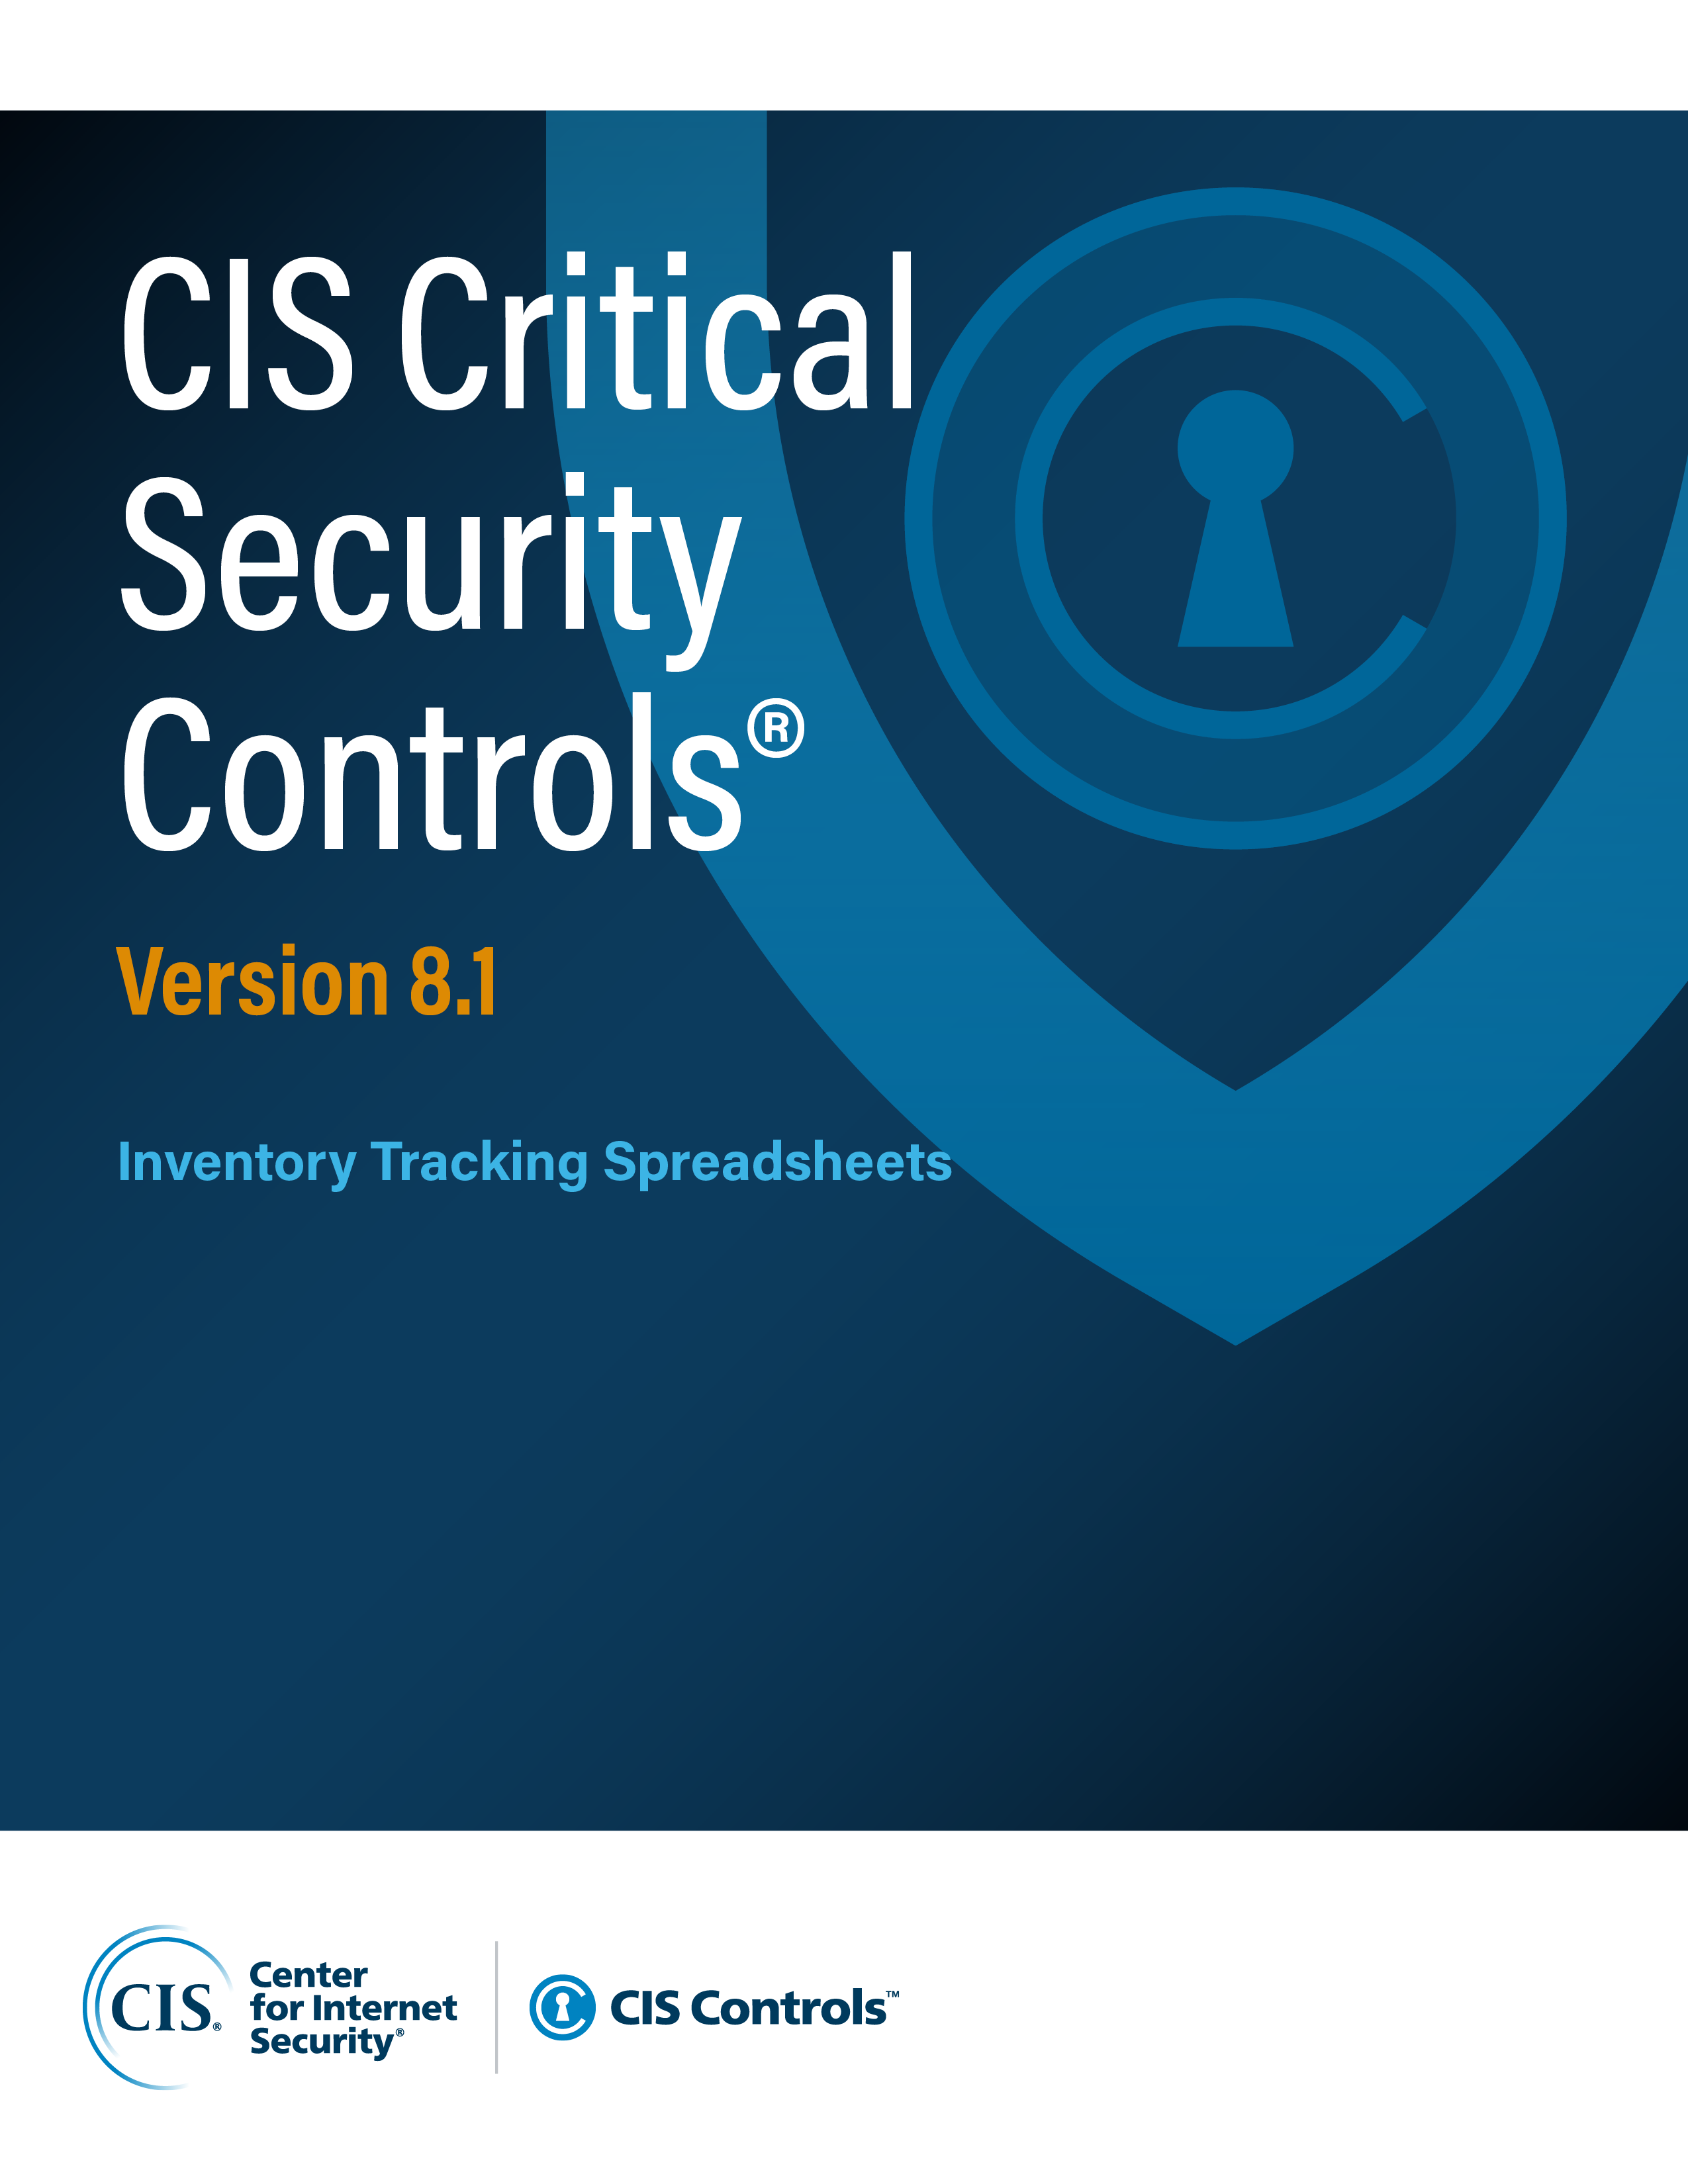 CIS Critical
Security
Controls®
Version 8.1
Inventory Tracking Spreadsheets
CIS®
Center
for Internet
Security®
CIS Controls™